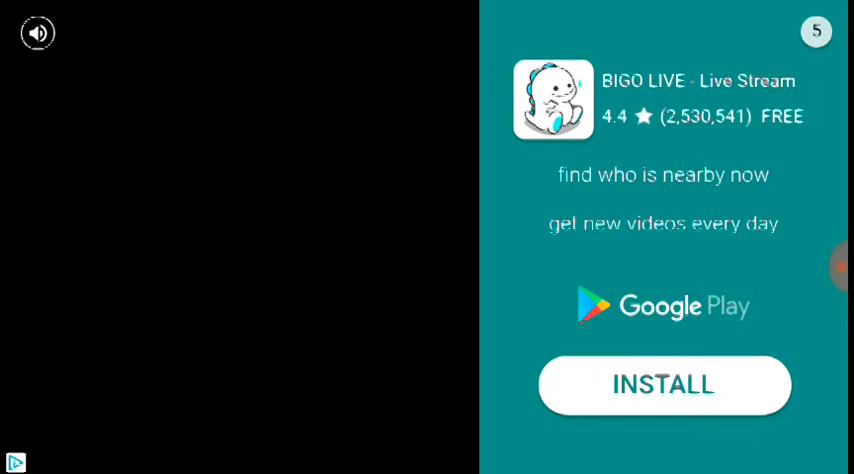 5
BIGO LIVE - Live Stream
4.4 ★ (2,530,541) FREE
find who is nearby now
get new videos every day
Google Play
INSTALL